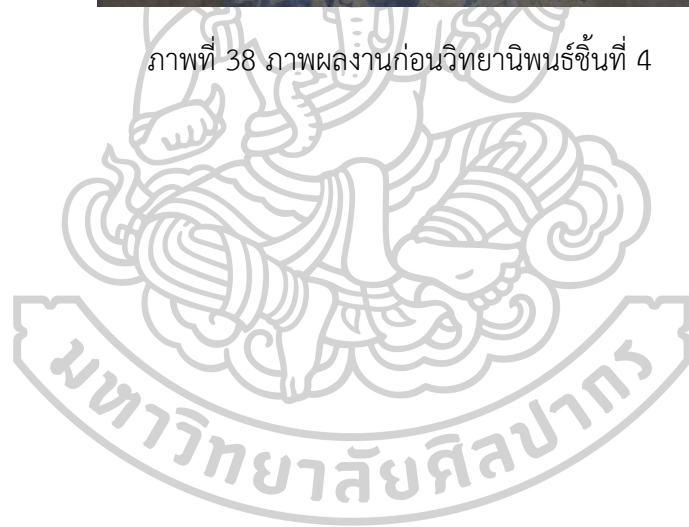 ภาพที่ 38 ภาพผลงานก่อนวิทยานิพนธ์ชิ้นที่ 4
มหาวิทยาลัยศิลปากร